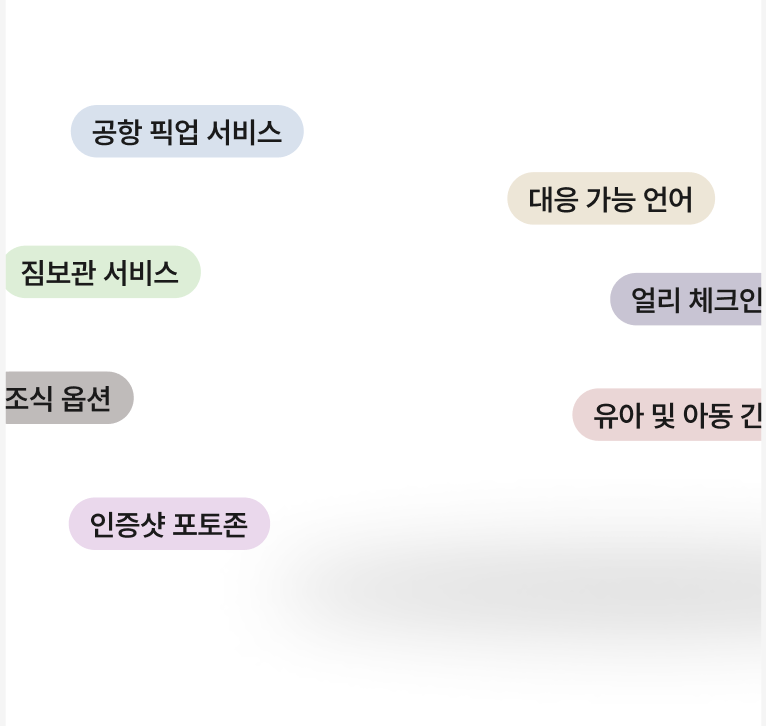 공항 픽업 서비스
대응 가능 언어
짐보관 서비스
얼리 체크인
조식 옵션
유아 및 아동
인증샷 포토존